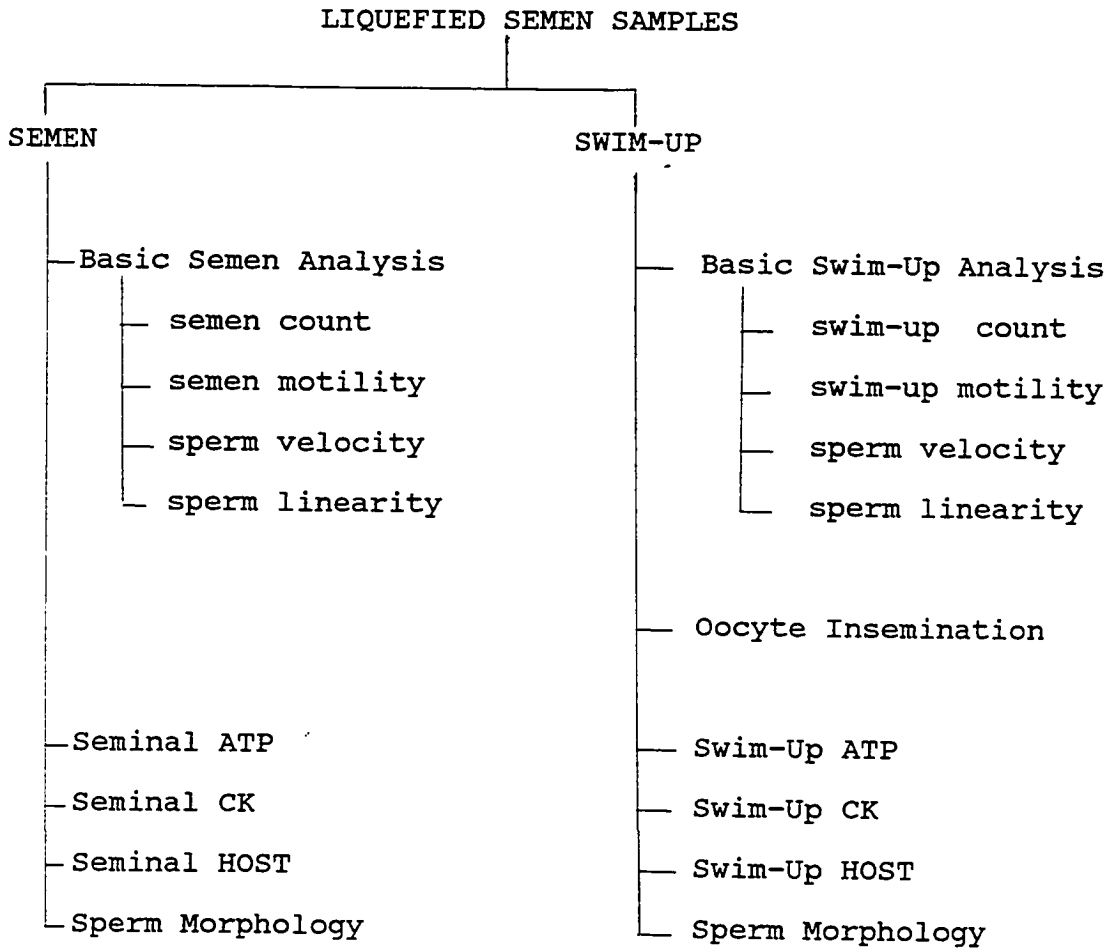 LIQUEFIED SEMEN SAMPLES
SEMEN
Basic Semen Analysis
semen count
semen motility
sperm velocity
sperm linearity
Seminal ATP
Seminal CK
Seminal HOST
Sperm Morphology
SWIM-UP
Basic Swim-Up Analysis
swim-up count
swim-up motility
sperm velocity
sperm linearity
Oocyte Insemination
Swim-Up ATP
Swim-Up CK
Swim-Up HOST
Sperm Morphology